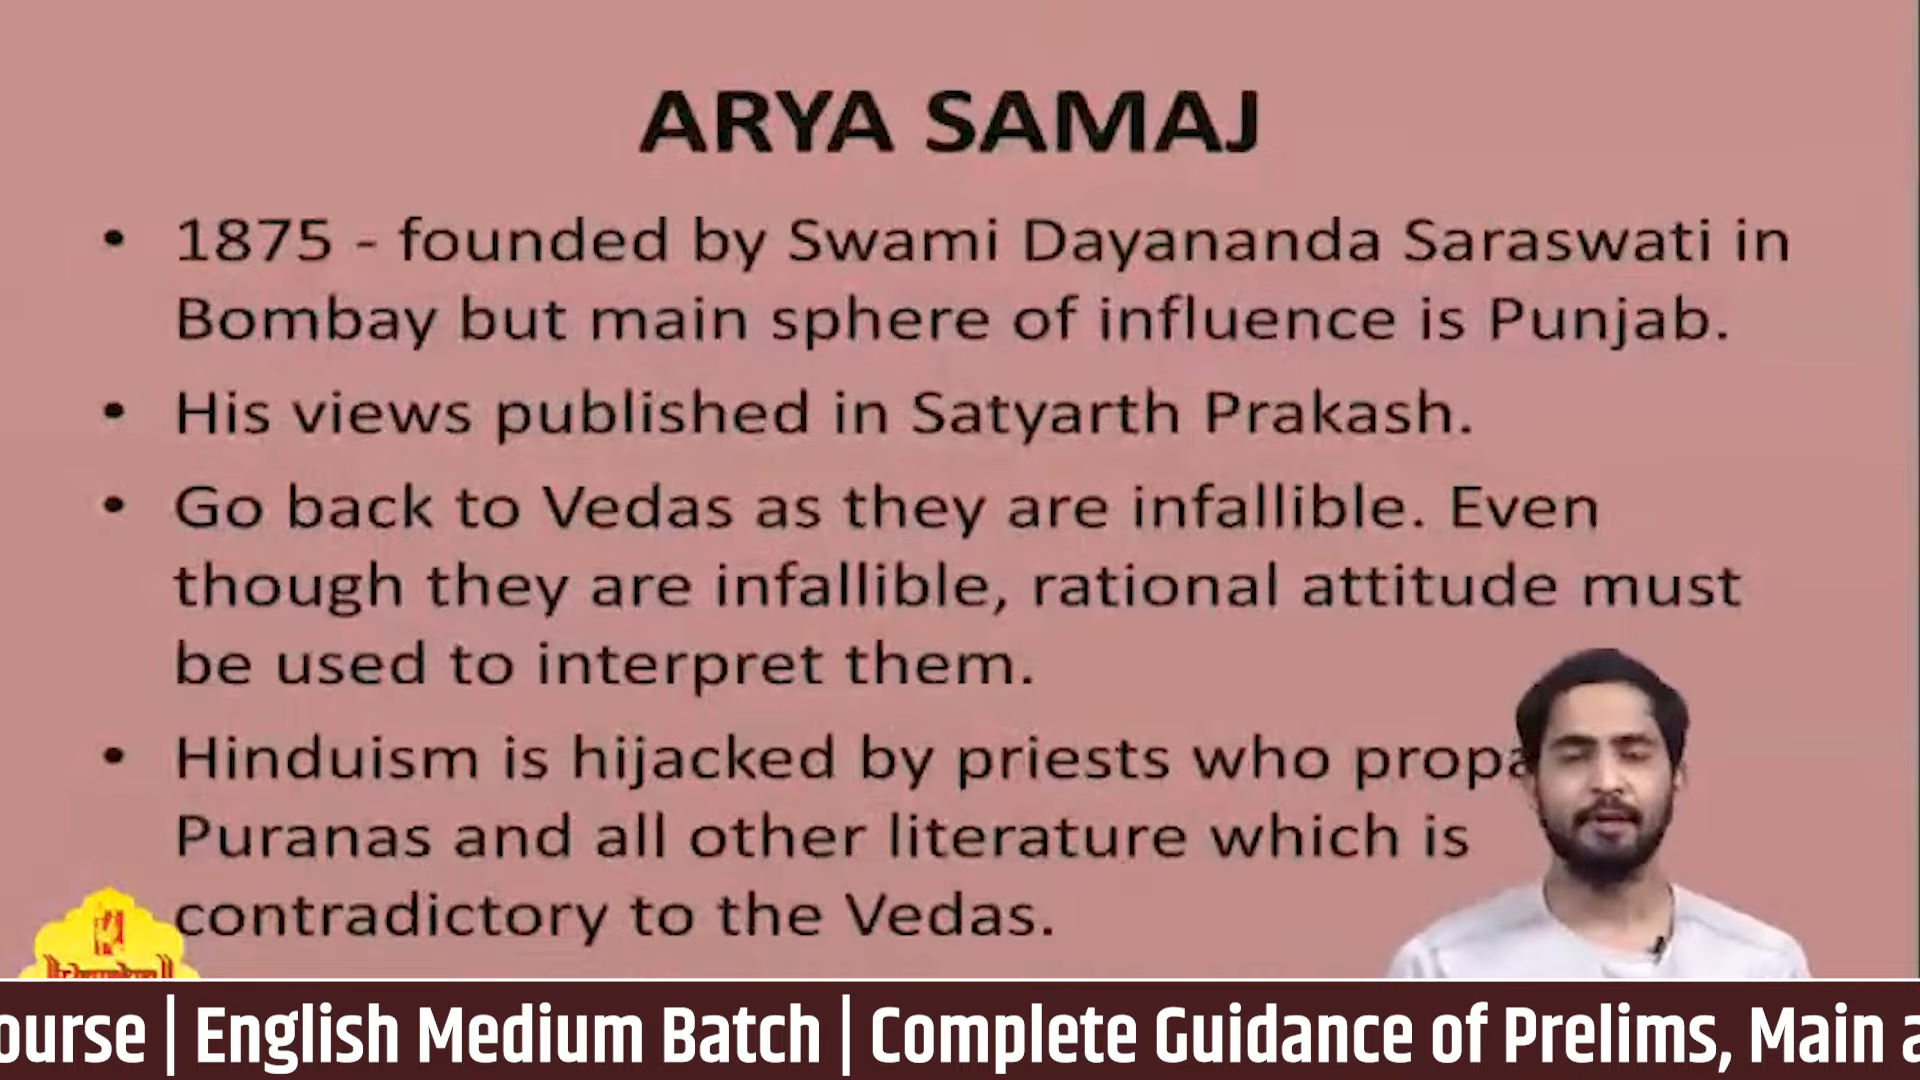 ARYA SAMAJ
• 1875 - founded by Swami Dayananda Saraswati in
Bombay but main sphere of influence is Punjab.
• His views published in Satyarth Prakash.
• Go back to Vedas as they are infallible. Even
though they are infallible, rational attitude must
be used to interpret them.
• Hinduism is hijacked by priests who propa
Puranas and all other literature which is
contradictory to the Vedas.
ourse | English Medium Batch | Complete Guidance of Prelims, Main a